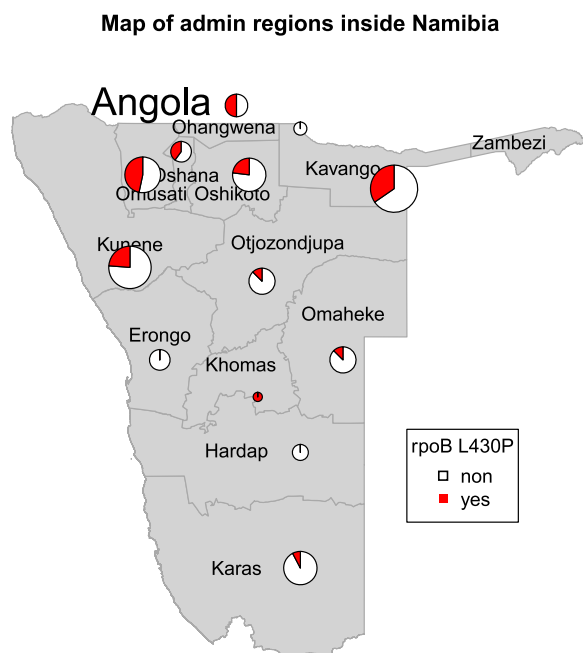 Map of admin regions inside Namibia
Angola
Ohangwena
Zambezi
Kavango
Oshana
Omusati
Oshikoto
Kunene
Otjozondjupa
Omaheke
Erongo
Khomas
Hardap
Karas
rpoB L430P
non
yes